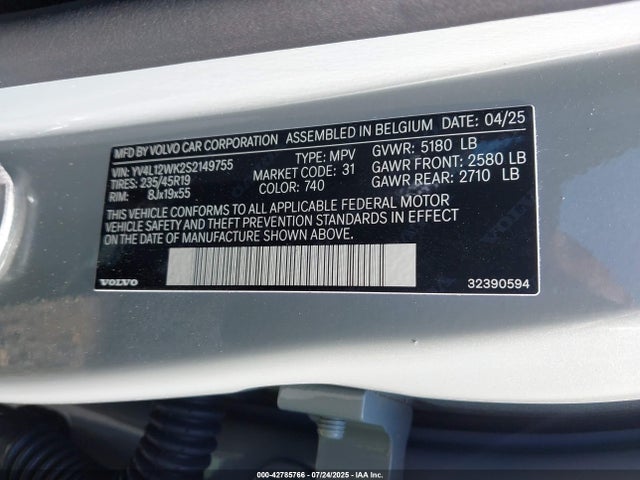 MFD BY VOLVO CAR CORPORATION ASSEMBLED IN BELGIUM DATE: 04/25
VIN: YV4L12WK2S2149755 TYPE: MPV GVWR: 5180 LB
TIRES: 235/45R19 MARKET CODE: 31 GAWR FRONT: 2580 LB
RIM: 8Jx19x55 COLOR: 740 GAWR REAR: 2710 LB
THIS VEHICLE CONFORMS TO ALL APPLICABLE FEDERAL MOTOR
VEHICLE SAFETY AND THEFT PREVENTION STANDARDS IN EFFECT
ON DATE OF MANUFACTURE SHOWN ABOVE.
VOLVO 32390594
000-42785766 - 07/24/2025 - IAA Inc.